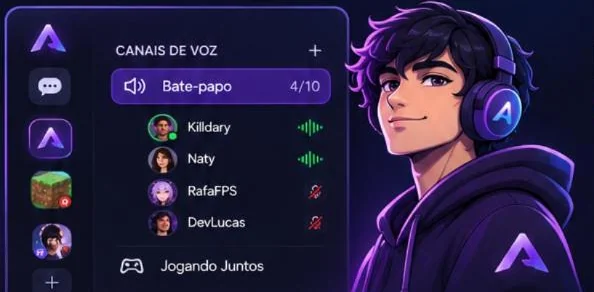 CANAIS DE VOZ +
Bate-papo 4/10
Killdary
Naty
RafaFPS
DevLucas
Jogando Juntos